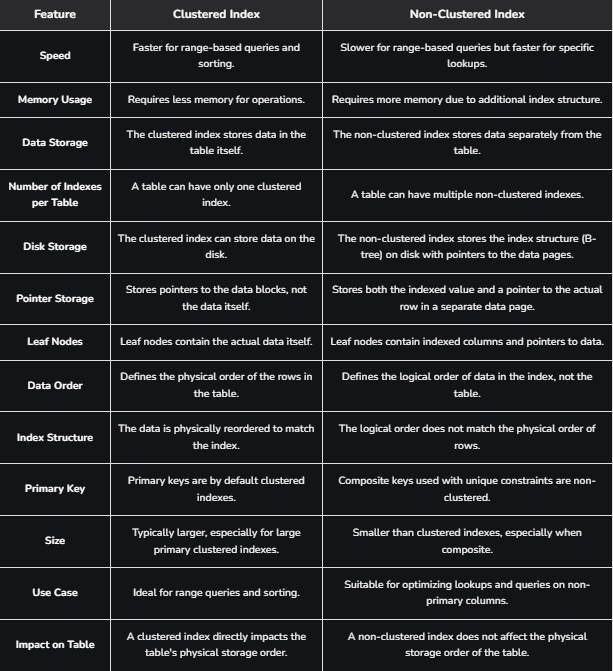 Feature Clustered Index Non-Clustered Index
Speed
Faster for range-based queries and
sorting.
Slower for range-based queries but faster for specific
lookups.
Memory Usage Requires less memory for operations. Requires more memory due to additional index structure.
Data Storage
The clustered index stores data in the
table itself.
The non-clustered index stores data separately from the
table.
Number of Indexes
per Table
A table can have only one clustered
index.
A table can have multiple non-clustered indexes.
Disk Storage
The clustered index can store data on the
disk.
The non-clustered index stores the index structure (B-
tree) on disk with pointers to the data pages.
Pointer Storage
Stores pointers to the data blocks, not
the data itself.
Stores both the indexed value and a pointer to the actual
row in a separate data page.
Leaf Nodes Leaf nodes contain the actual data itself. Leaf nodes contain indexed columns and pointers to data.
Data Order
Defines the physical order of the rows in
the table.
Defines the logical order of data in the index, not the
table.
Index Structure
The data is physically reordered to match
the index.
The logical order does not match the physical order of
rows.
Primary Key
Primary keys are by default clustered
indexes.
Composite keys used with unique constraints are non-
clustered.
Size
Typically larger, especially for large
primary clustered indexes.
Smaller than clustered indexes, especially when
composite.
Use Case
Ideal for range queries and sorting.
Suitable for optimizing lookups and queries on non-
primary columns.
Impact on Table
A clustered index directly impacts the
table's physical storage order.
A non-clustered index does not affect the physical
storage order of the table.